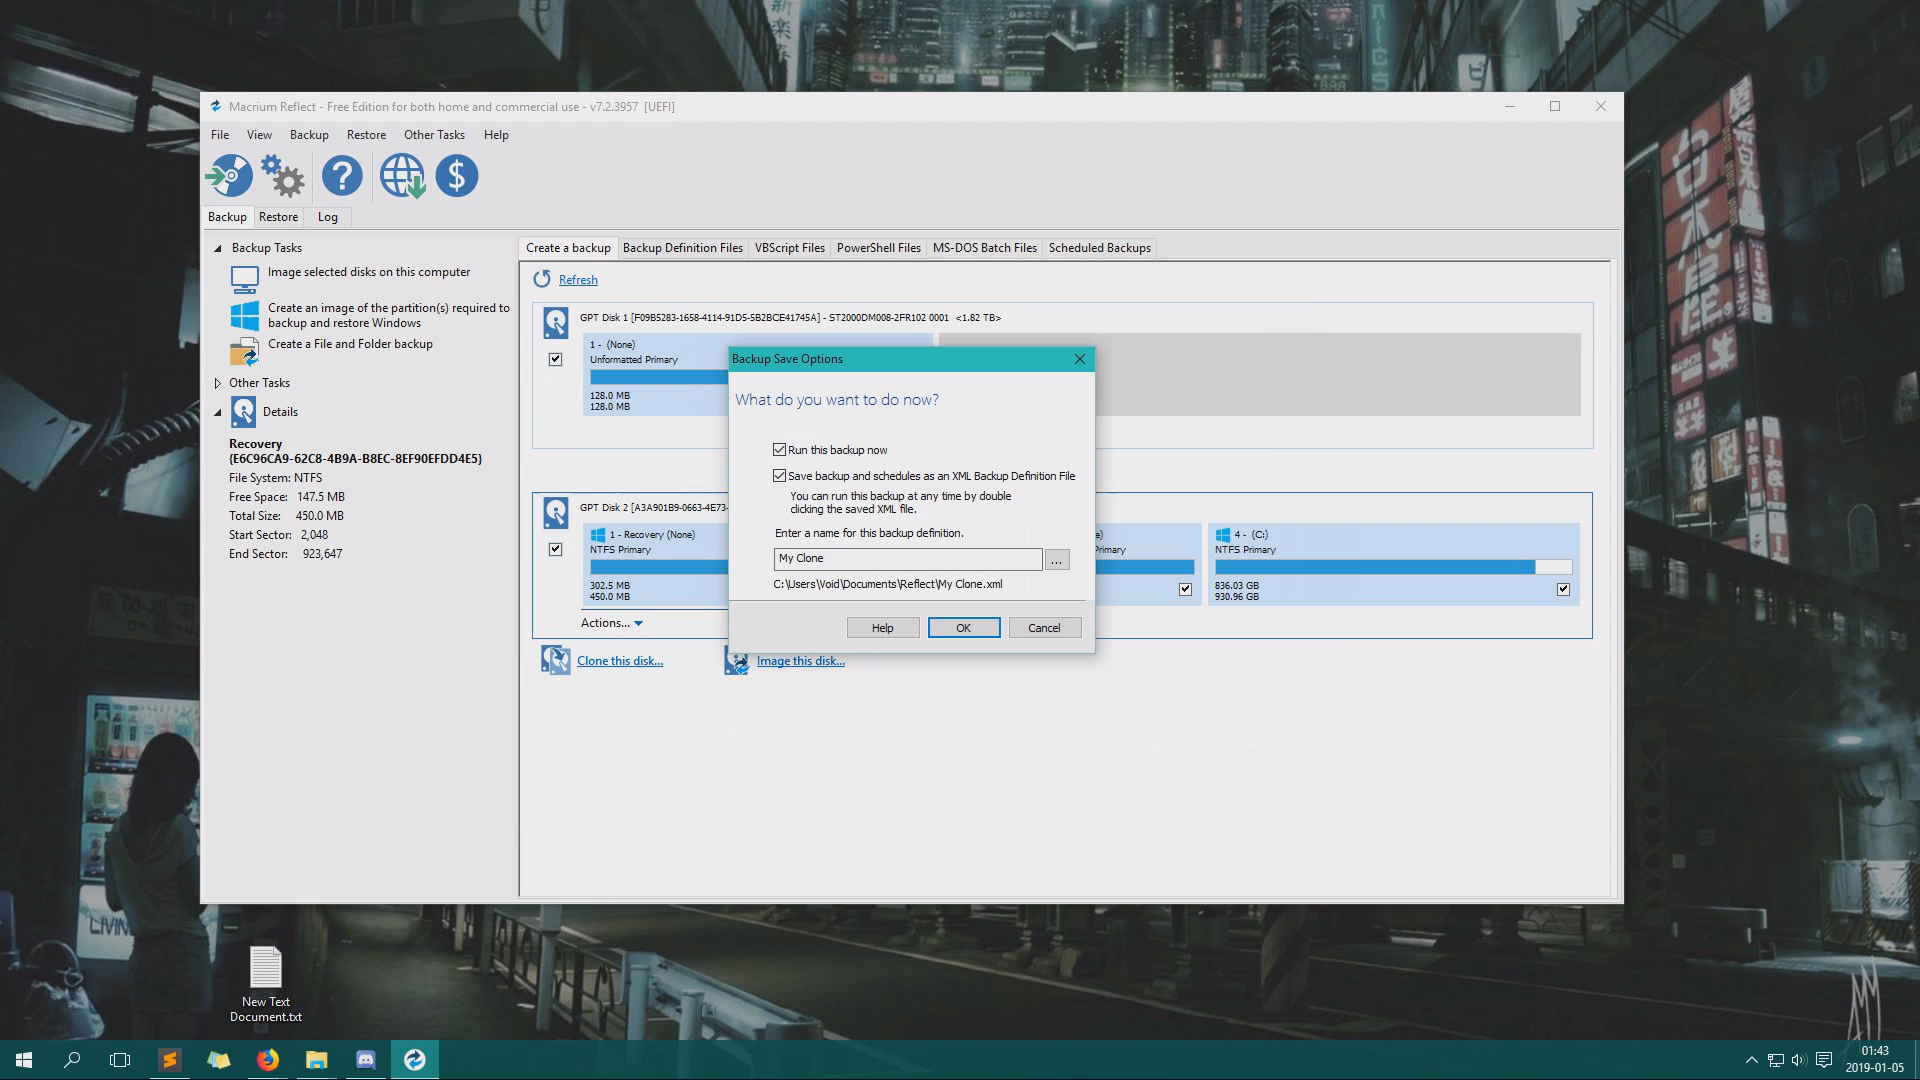 Macrium Reflect - Free Edition for both home and commercial use - v7.2.3957 [UEFI]
File View Backup Restore Other Tasks Help
Backup Restore Log
Backup Tasks
Image selected disks on this computer
Create an image of the partition(s) required to
backup and restore Windows
Create a File and Folder backup
Other Tasks
Details
Recovery
{E6C96CA9-62C8-4B9A-B8EC-8EF90EFDD4E5}
File System: NTFS
Free Space: 147.5 MB
Total Size: 450.0 MB
Start Sector: 2,048
End Sector: 923,647
Create a backup Backup Definition Files VBScript Files PowerShell Files MS-DOS Batch Files Scheduled Backups
Refresh
GPT Disk 1 [F09B5283-1658-4114-91D5-5B2BCE41745A] - ST2000DM008-2FR102 0001 <1.82 TB>
1 - (None)
Unformatted Primary
128.0 MB
128.0 MB
GPT Disk 2 [A3A901B9-0663-4E73-
1 - Recovery (None)
NTFS Primary
302.5 MB
450.0 MB
e)
Primary
4 - (C:)
NTFS Primary
836.03 GB
930.96 GB
Actions...
Clone this disk...
Image this disk...
Backup Save Options
What do you want to do now?
Run this backup now
Save backup and schedules as an XML Backup Definition File
You can run this backup at any time by double
clicking the saved XML file.
Enter a name for this backup definition.
My Clone
...
C:\Users\Void\Documents\Reflect\My Clone.xml
Help OK Cancel
BAR
LIVIN
New Text
Document.txt
01:43
2019-01-05